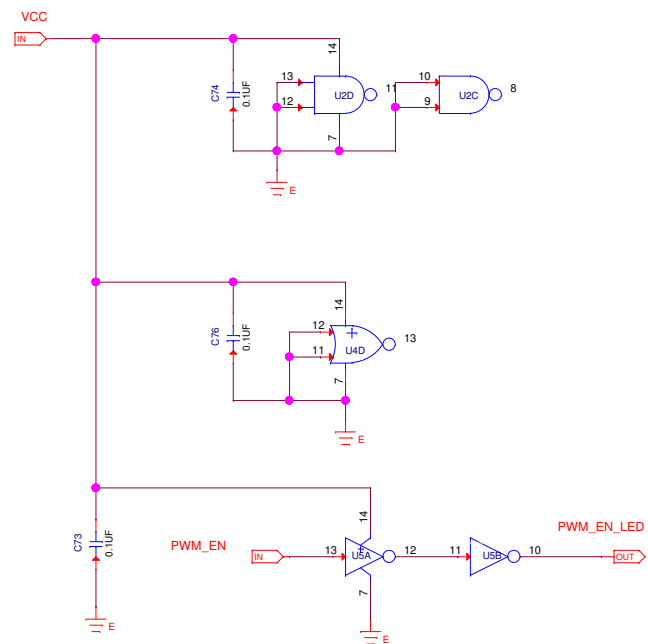 VCC
IN
14
C74
0.1UF
13
12
U2D
11
7
10
9
U2C
8
E
14
C76
0.1UF
12
11
U4D
13
7
E
C73
0.1UF
14
PWM_EN
IN
13
U5A
12
11
U5B
10
PWM_EN_LED
OUT
7
E
E